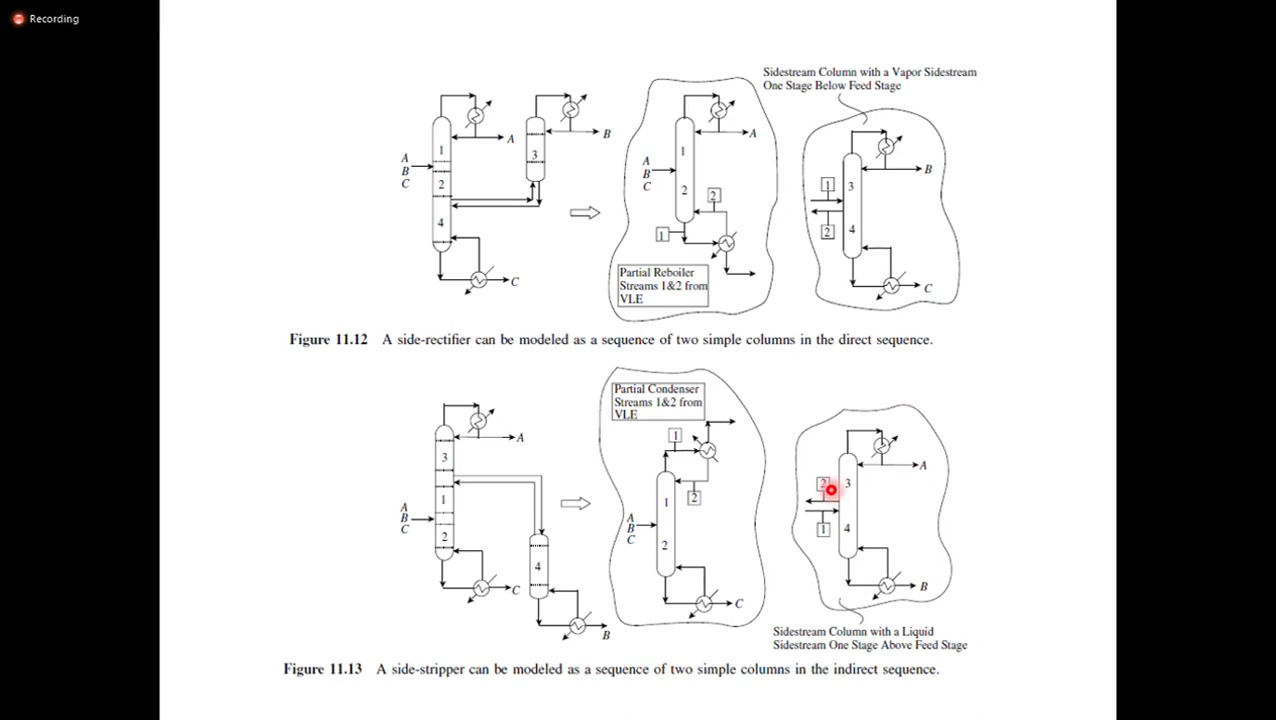 Recording
Sidestream Column with a Vapor Sidestream
One Stage Below Feed Stage
A
B
C
1
2
4
A
3
B
C
A
B
C
1
2
A
2
1
Partial Reboiler
Streams 1&2 from
VLE
1
2
3
4
B
C
Figure 11.12 A side-rectifier can be modeled as a sequence of two simple columns in the direct sequence.
A
B
C
3
1
2
A
C
4
B
Partial Condenser
Streams 1&2 from
VLE
1
2
A
B
C
1
2
C
2
1
3
4
A
B
Sidestream Column with a Liquid
Sidestream One Stage Above Feed Stage
Figure 11.13 A side-stripper can be modeled as a sequence of two simple columns in the indirect sequence.